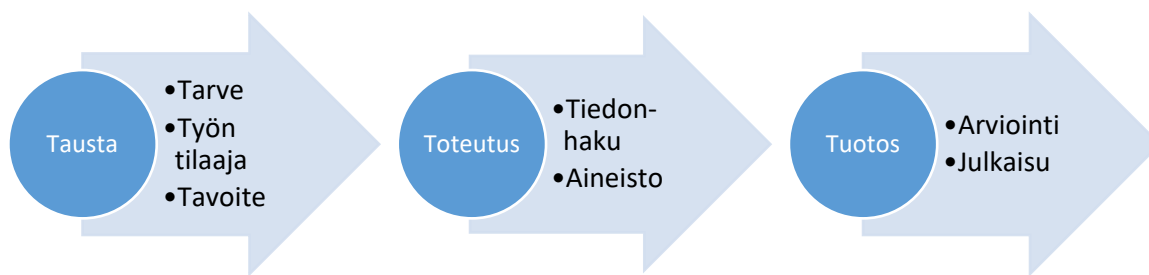 Tausta
•Tarve
•Työn
tilaaja
•Tavoite
Toteutus
•Tiedon-
haku
•Aineisto
Tuotos
•Arviointi
•Julkaisu